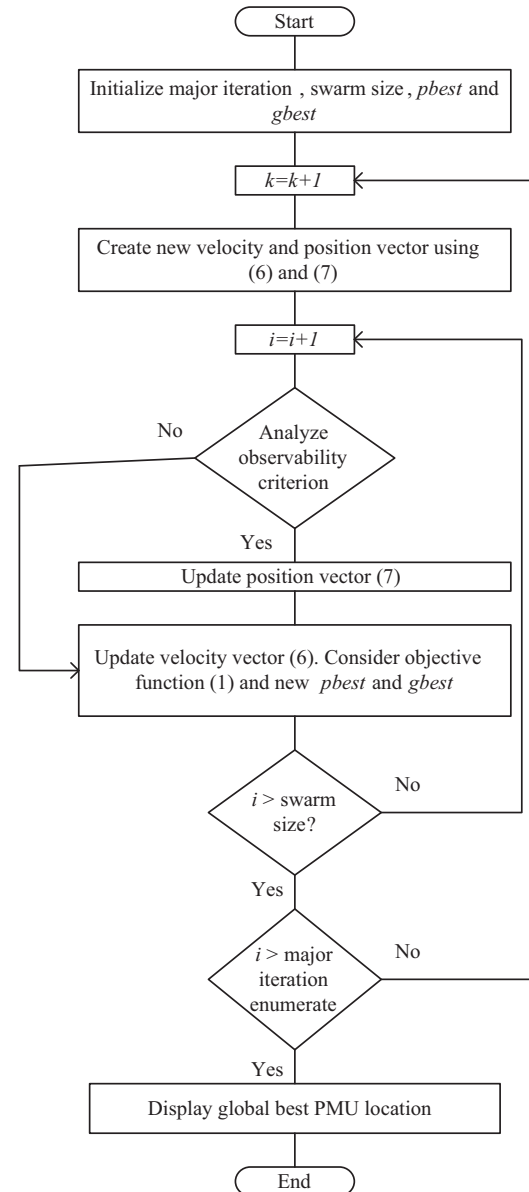 Start
Initialize major iteration , swarm size , pbest and
gbest
k=k+1
Create new velocity and position vector using
(6) and (7)
i=i+1
No
Analyze
observability
criterion
Yes
Update position vector (7)
Update velocity vector (6). Consider objective
function (1) and new pbest and gbest
i > swarm
size?
No
Yes
i > major
iteration
enumerate
No
Yes
Display global best PMU location
End